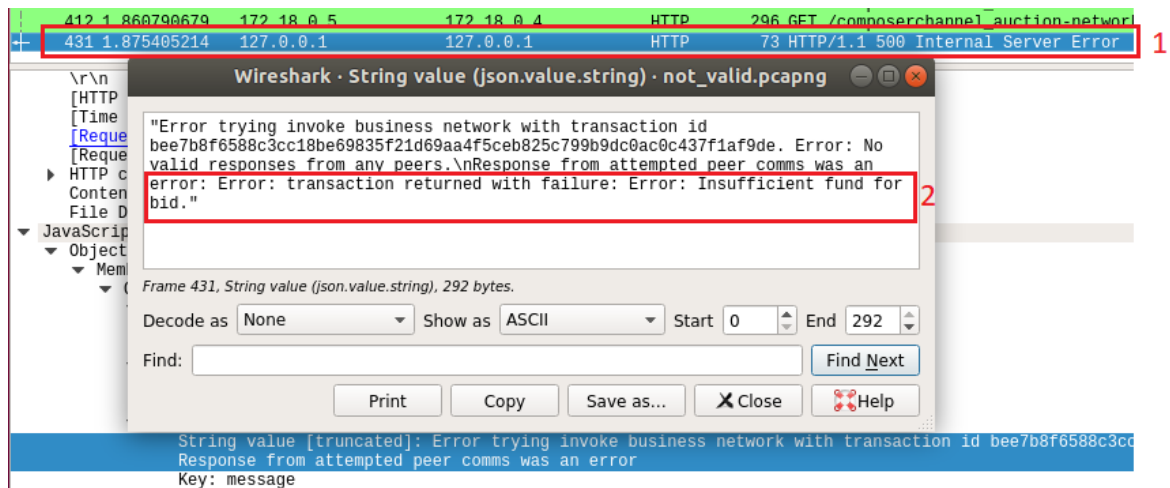 412 1.860790679 172.18.0.5 172.18.0.4 HTTP 296 GET /composerchannel_auction-networ
431 1.875405214 127.0.0.1 127.0.0.1 HTTP 73 HTTP/1.1 500 Internal Server Error
1
\r\n
[HTTP
[Time
[Reque
[Reque
HTTP c
Conten
File D
JavaScrip
Object
Mem
Wireshark · String value (json.value.string) · not_valid.pcapng
"Error trying invoke business network with transaction id
bee7b8f6588c3cc18be69835f21d69aa4f5ceb825c799b9dc0ac0c437f1af9de. Error: No
valid responses from any peers.\nResponse from attempted peer comms was an
error: Error: transaction returned with failure: Error: Insufficient fund for
bid."
2
Frame 431, String value (json.value.string), 292 bytes.
Decode as None Show as ASCII Start 0 End 292
Find: Find Next
Print Copy Save as... Close Help
String value [truncated]: Error trying invoke business network with transaction id bee7b8f6588c3cc
Response from attempted peer comms was an error
Key: message